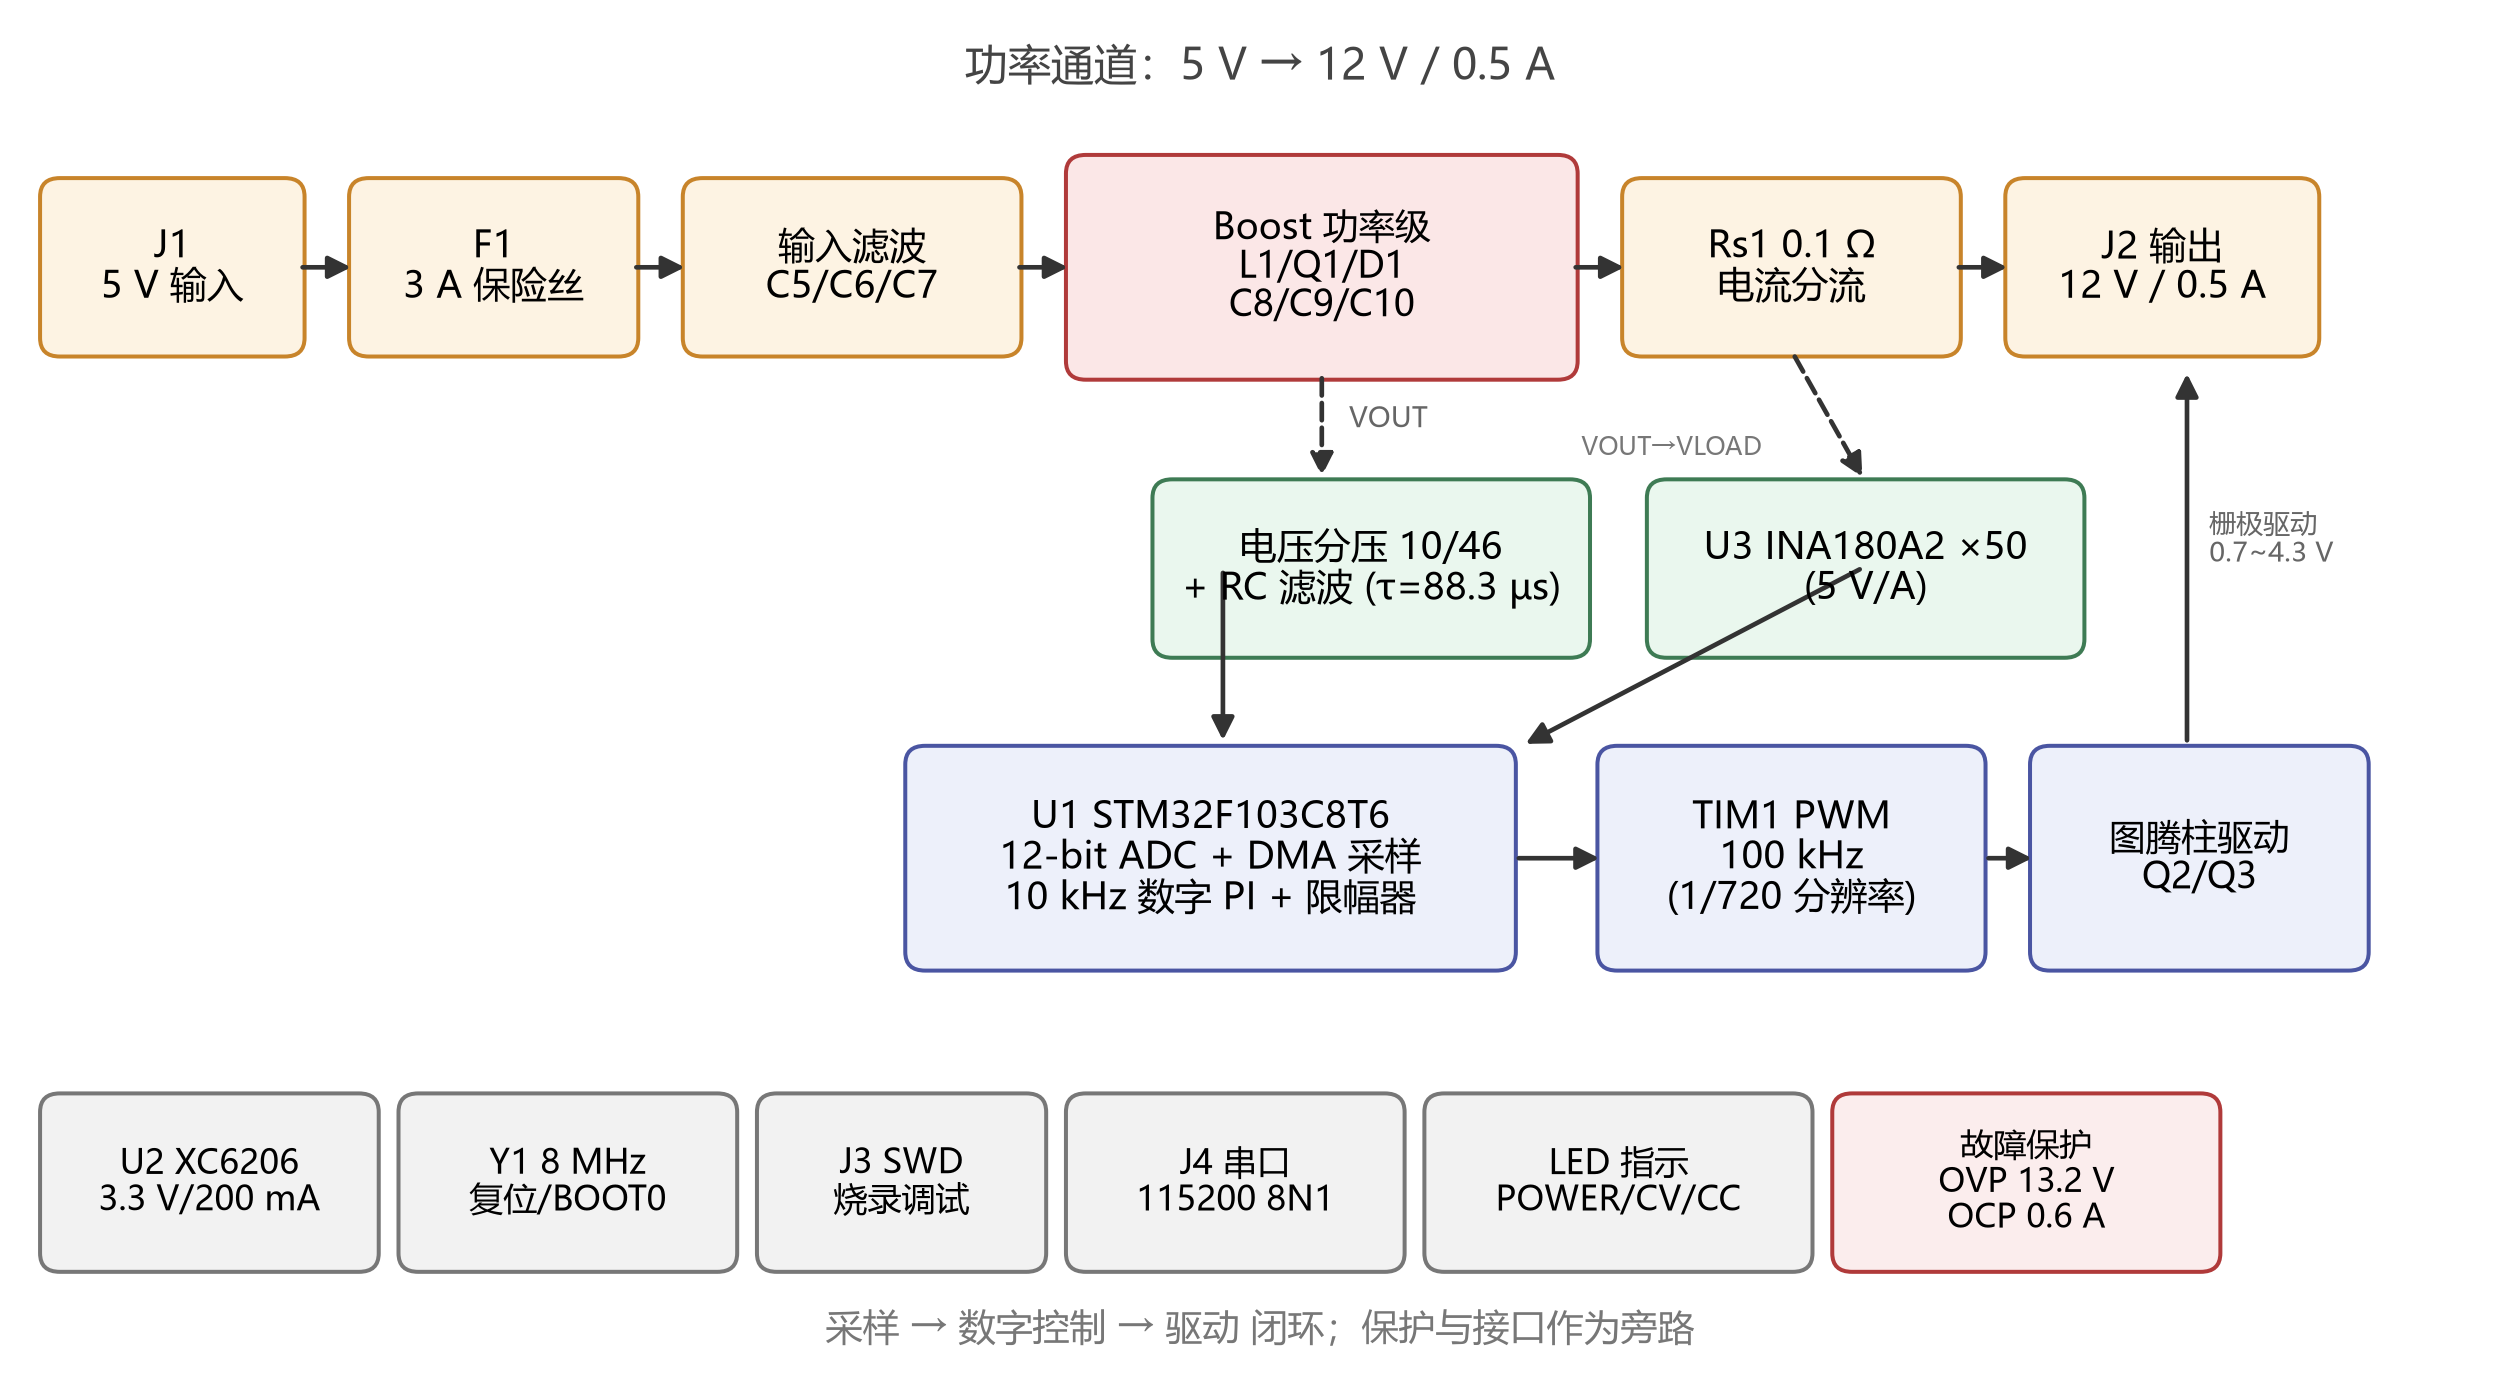 功率通道：5 V → 12 V / 0.5 A
J1
5 V 输入
F1
3 A 保险丝
输入滤波
C5/C6/C7
Boost 功率级
L1/Q1/D1
C8/C9/C10
Rs1 0.1 Ω
电流分流
J2 输出
12 V / 0.5 A
VOUT
VOUT→VLOAD
栅极驱动
0.7~4.3 V
电压分压 10/46
+ RC 滤波 (τ=88.3 μs)
U3 INA180A2 ×50
(5 V/A)
U1 STM32F103C8T6
12-bit ADC + DMA 采样
10 kHz 数字 PI + 限幅器
TIM1 PWM
100 kHz
(1/720 分辨率)
图腾柱驱动
Q2/Q3
U2 XC6206
3.3 V/200 mA
Y1 8 MHz
复位/BOOT0
J3 SWD
烧录调试
J4 串口
115200 8N1
LED 指示
POWER/CV/CC
故障保护
OVP 13.2 V
OCP 0.6 A
采样 → 数字控制 → 驱动 闭环；保护与接口作为旁路